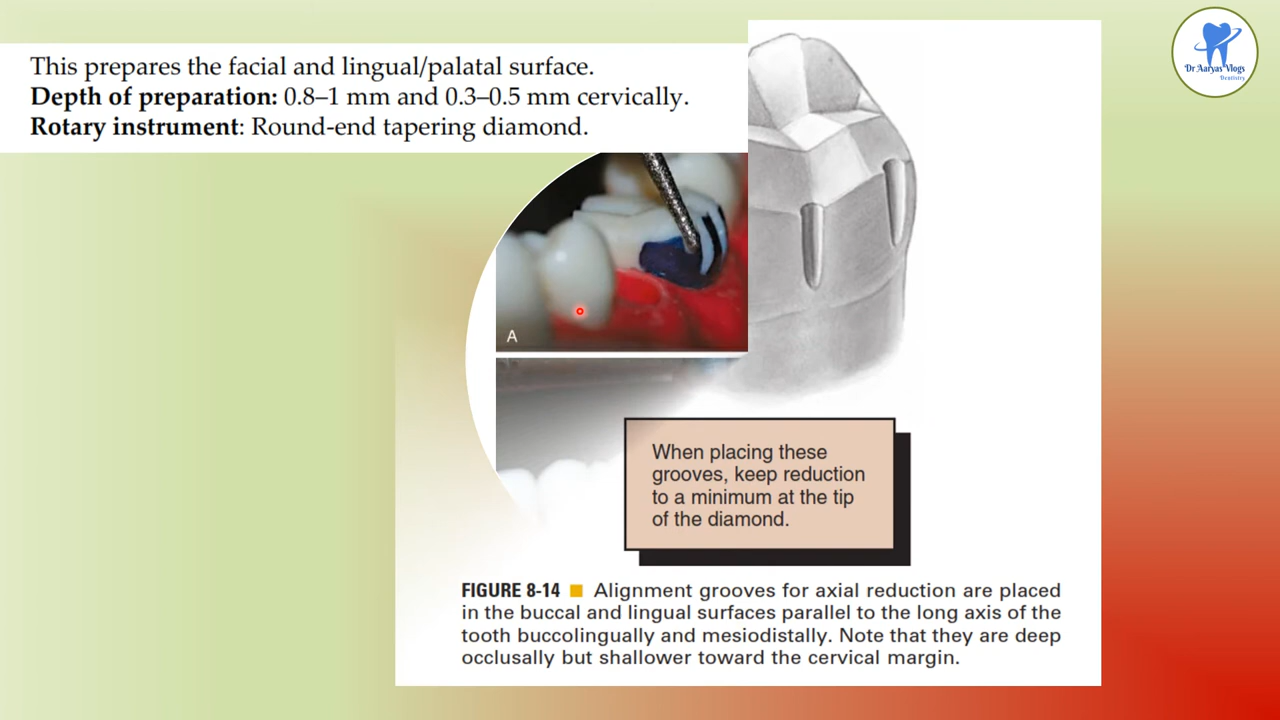 This prepares the facial and lingual/palatal surface.
Depth of preparation: 0.8–1 mm and 0.3–0.5 mm cervically.
Rotary instrument: Round-end tapering diamond.
Dr Aaryas Vlogs
Dentistry
A
When placing these
grooves, keep reduction
to a minimum at the tip
of the diamond.
FIGURE 8-14 ■ Alignment grooves for axial reduction are placed
in the buccal and lingual surfaces parallel to the long axis of the
tooth buccolingually and mesiodistally. Note that they are deep
occlusally but shallower toward the cervical margin.